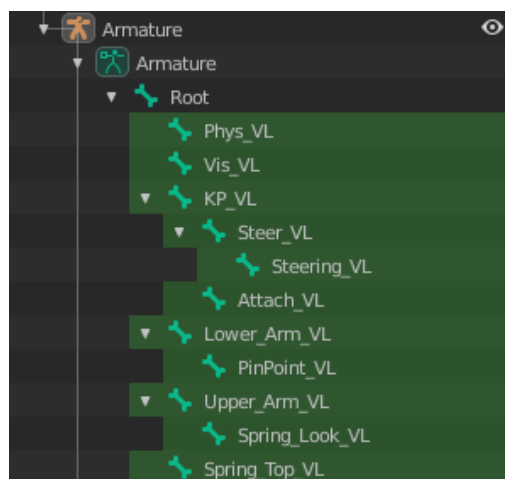 Armature
Armature
Root
Phys_VL
Vis_VL
KP_VL
Steer_VL
Steering_VL
Attach_VL
Lower_Arm_VL
PinPoint_VL
Upper_Arm_VL
Spring_Look_VL
Spring_Top_VL